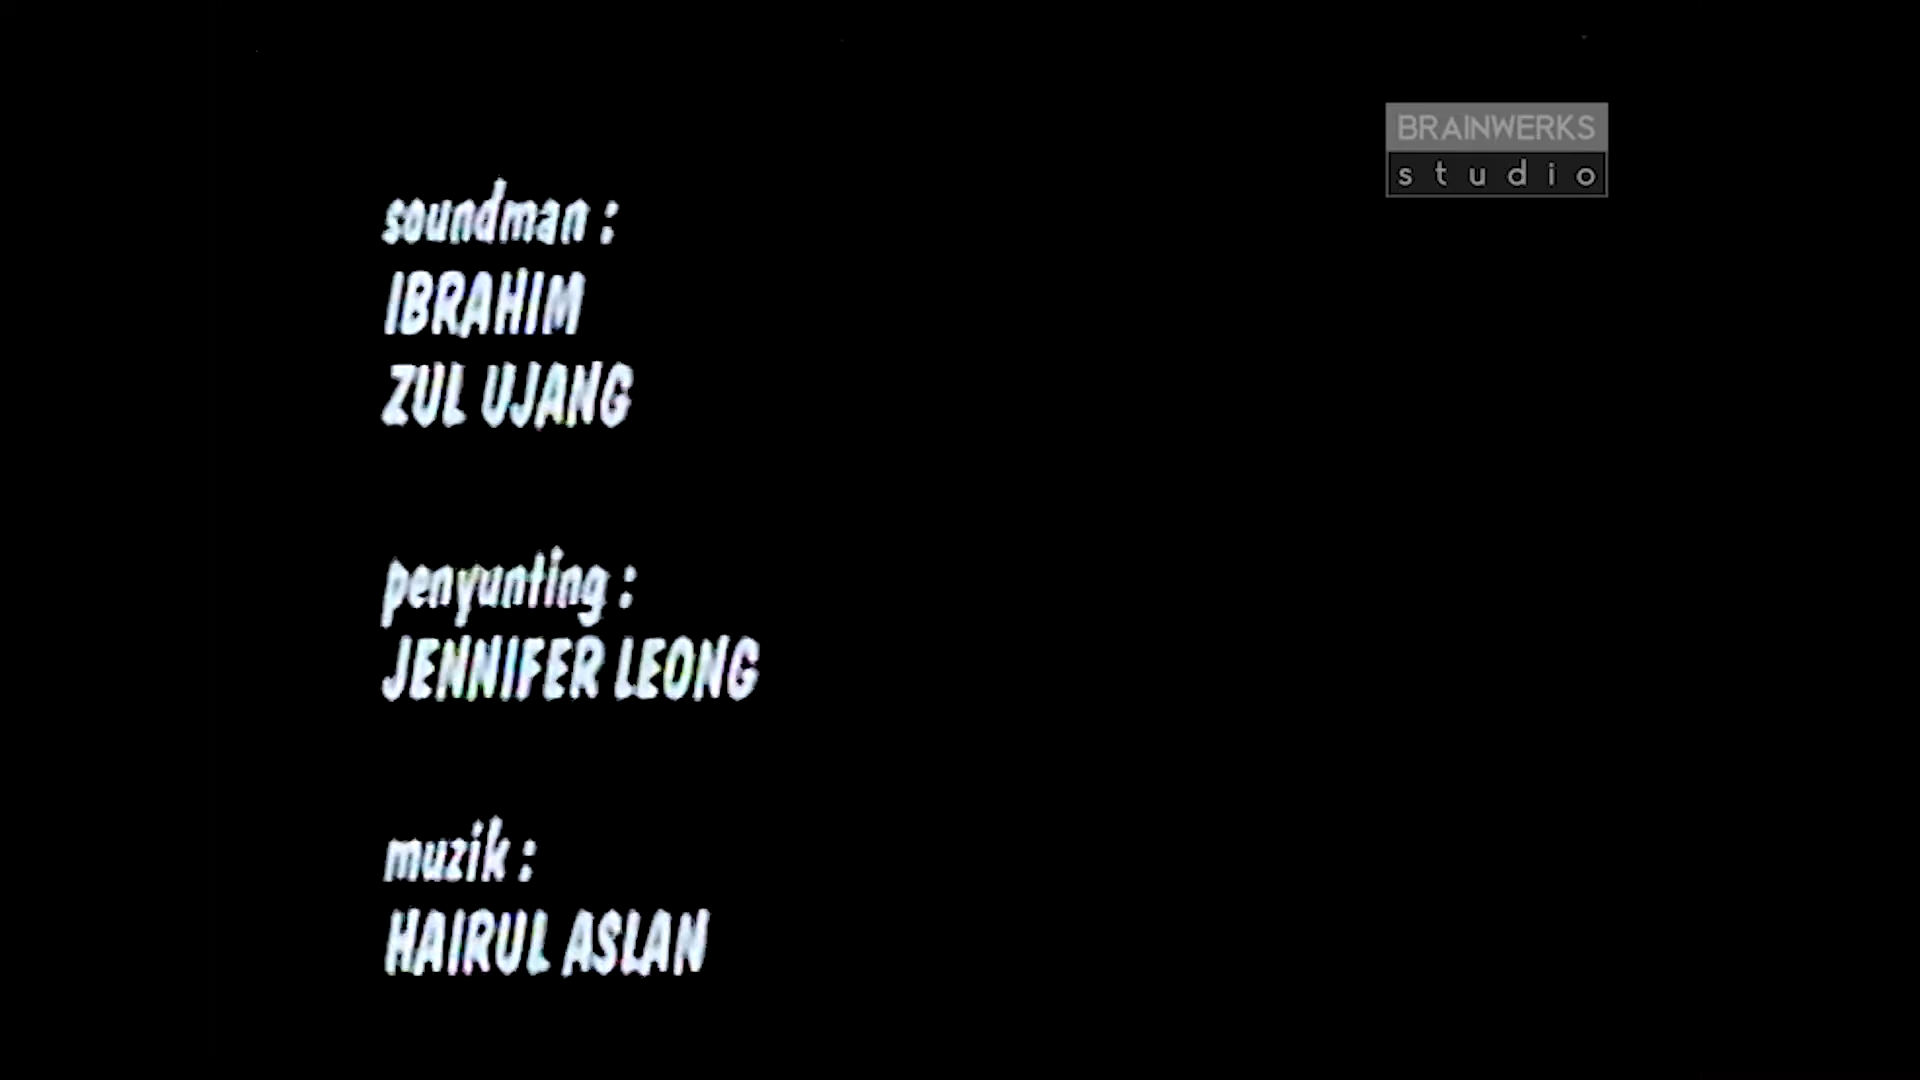 BRAINWERKS
studio
soundman :
IBRAHIM
ZUL UJANG
penyunting :
JENNIFER LEONG
muzik :
HAIRUL ASLAN